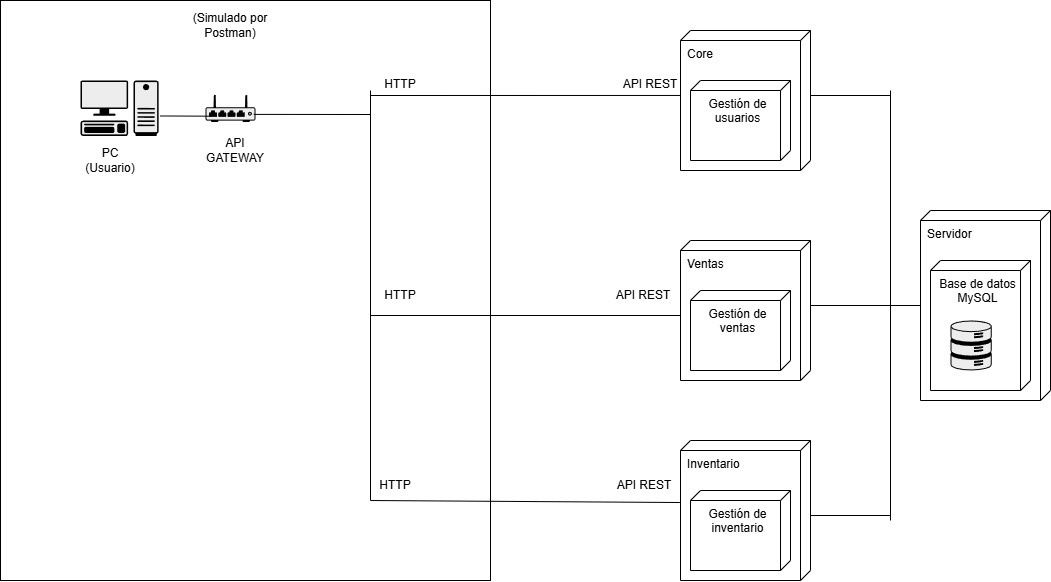 (Simulado por
Postman)
PC
(Usuario)
API
GATEWAY
HTTP
API REST
Core
Gestión de
usuarios
HTTP
API REST
Ventas
Gestión de
ventas
HTTP
API REST
Inventario
Gestión de
inventario
Servidor
Base de datos
MySQL